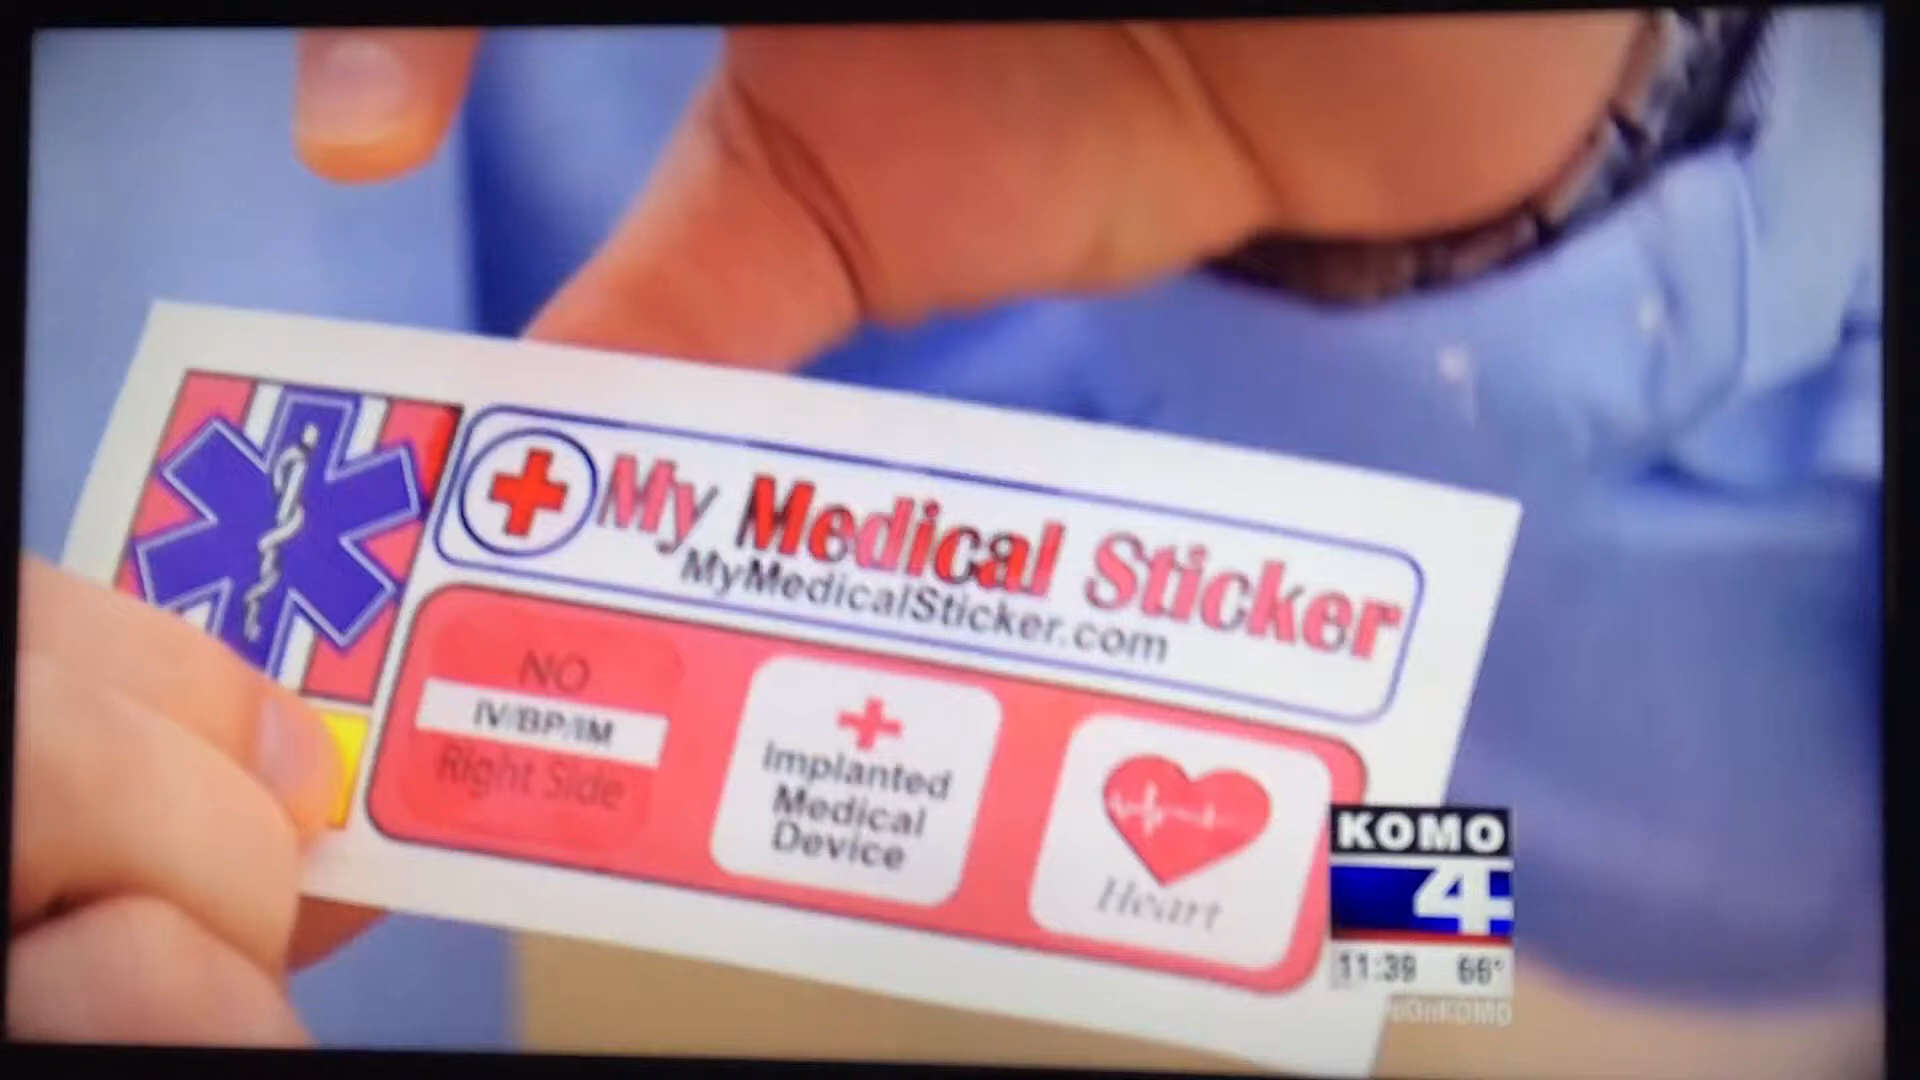 My Medical Sticker
MyMedicalSticker.com
NO
IV/BP/IM
Right Side
Implanted
Medical
Device
Heart
KOMO
4
11:39 66°